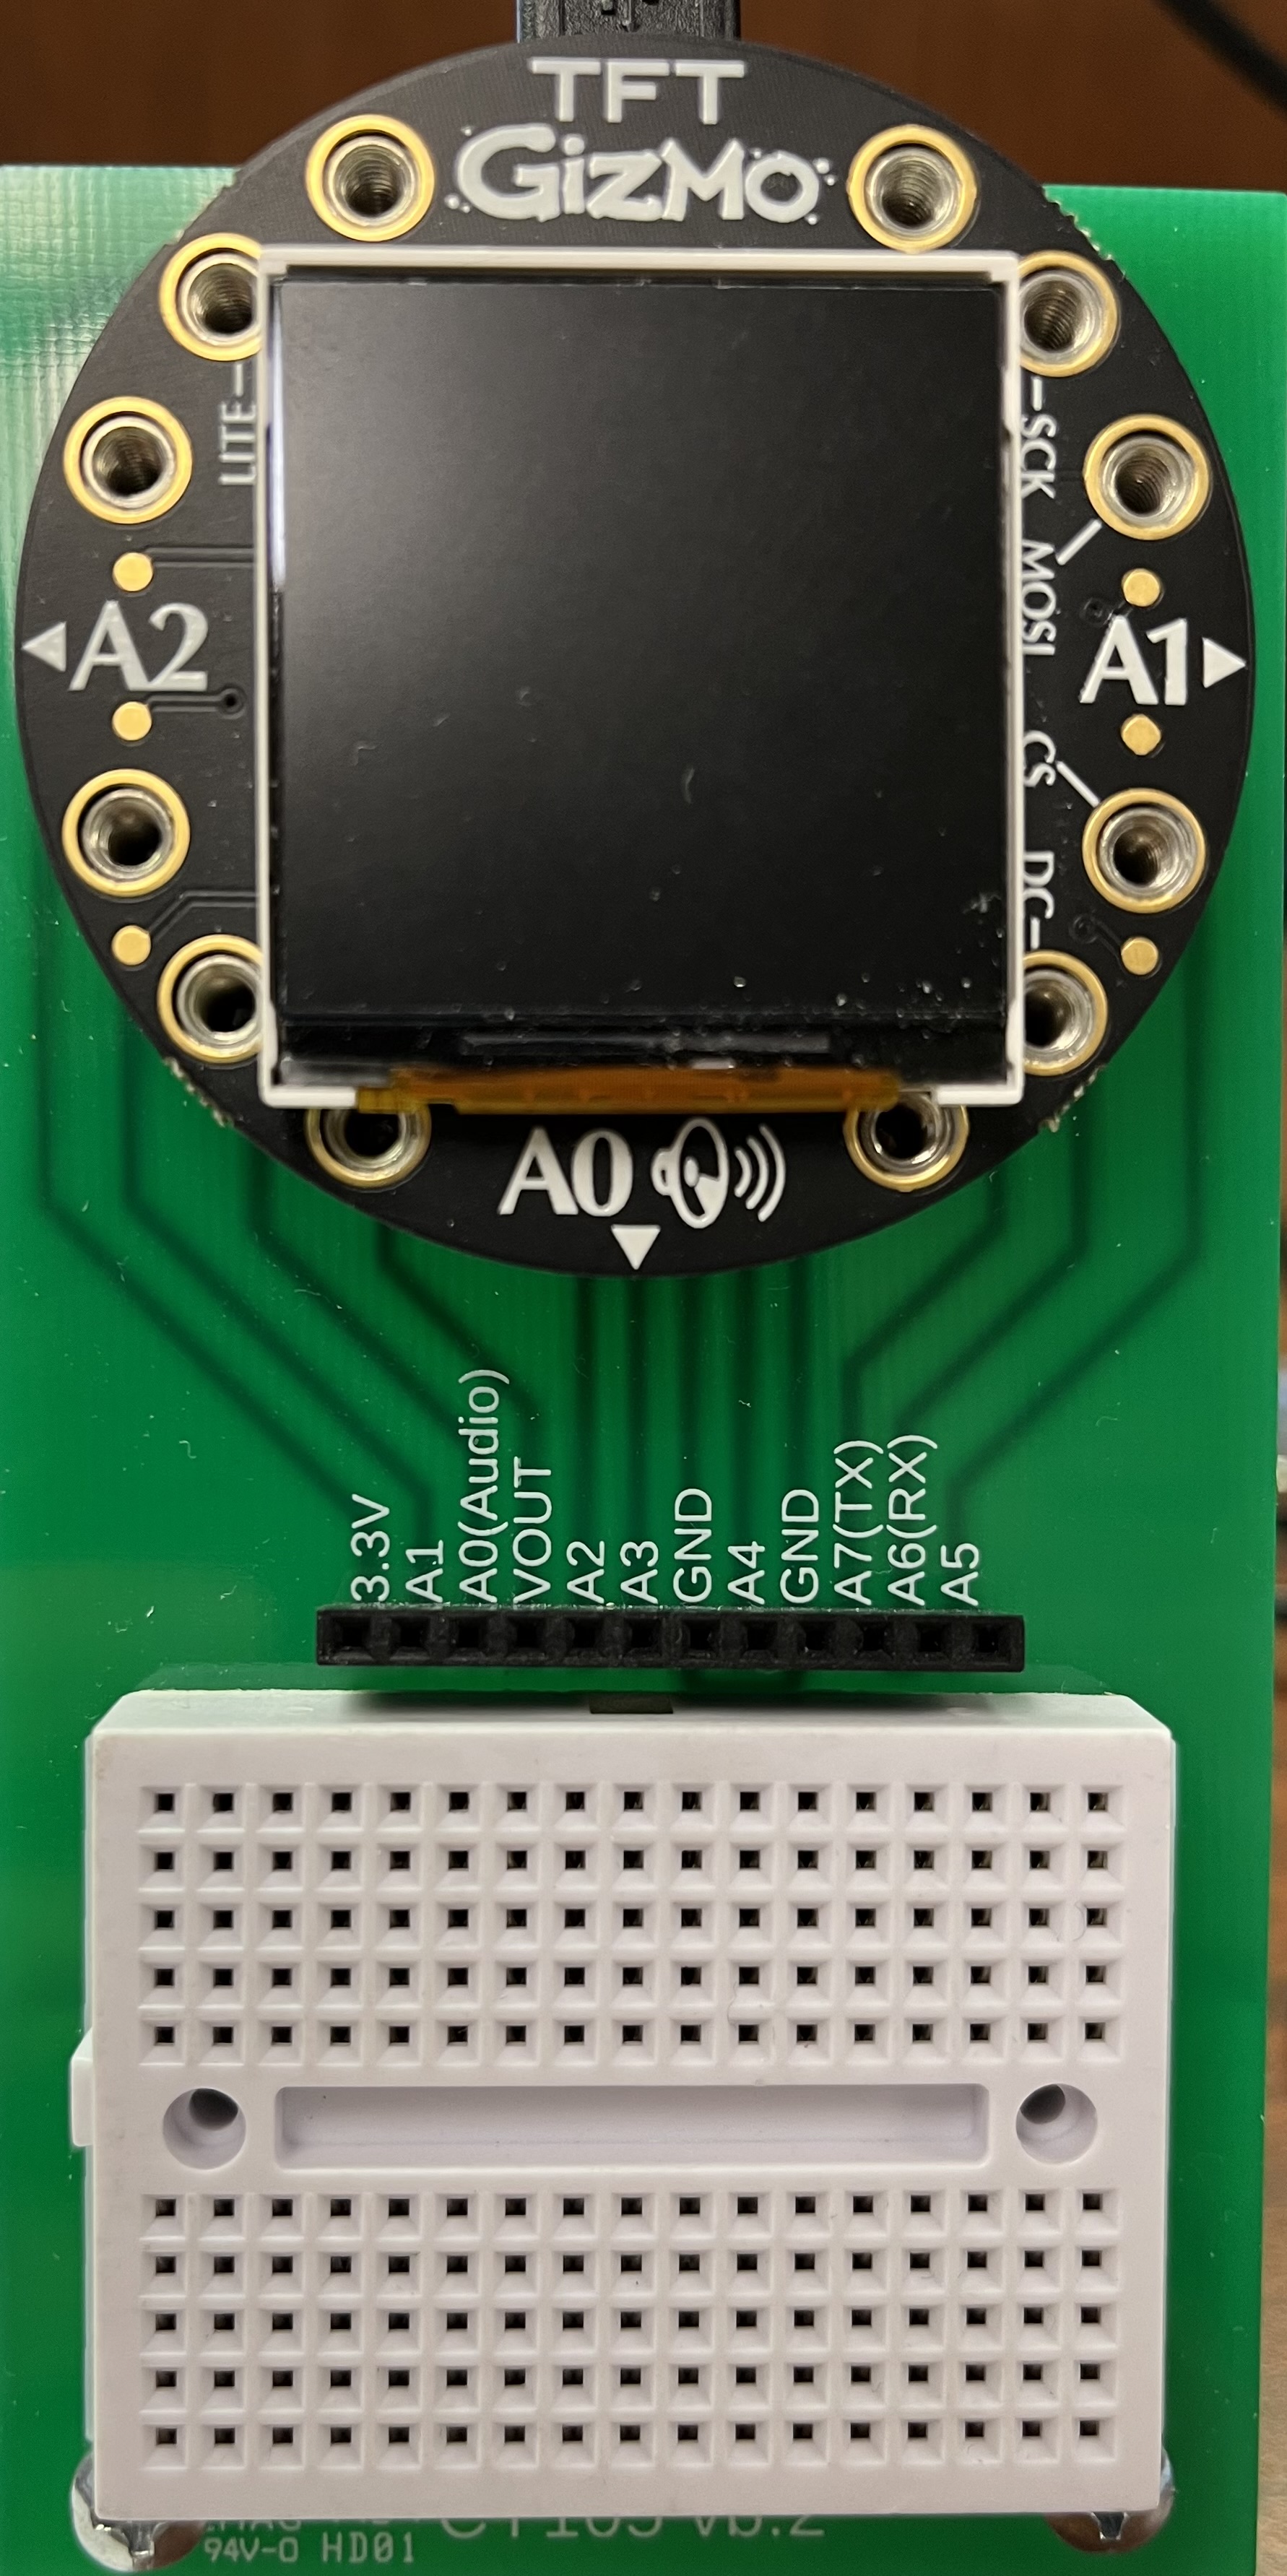 TFT
GizMo
LITE
SCK
MOSI
A2
A1
CS
DC
A0
3.3V
A1
A0(Audio)
VOUT
A2
A3
GND
A4
GND
A7(TX)
A6(RX)
A5
94V-0 HD01